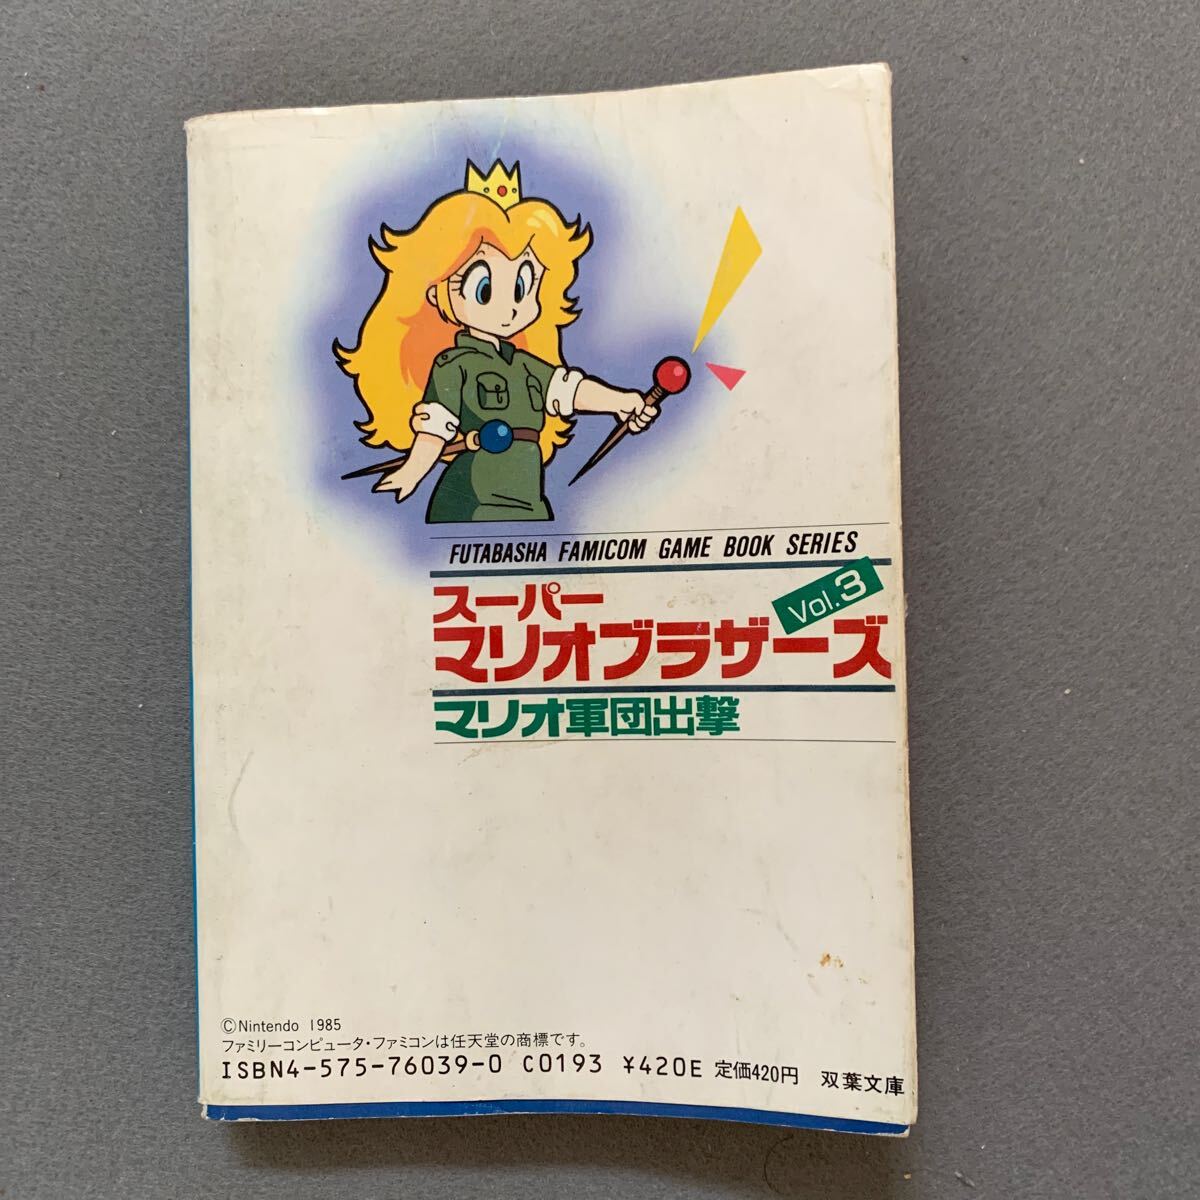 FUTABASHA FAMICOM GAME BOOK SERIES
スーパー
マリオブラザーズ
Vol.3
マリオ軍団出撃
©Nintendo 1985
ファミリーコンピュータ・ファミコンは任天堂の商標です。
ISBN4-575-76039-0 C0193 ¥420E 定価420円 双葉文庫